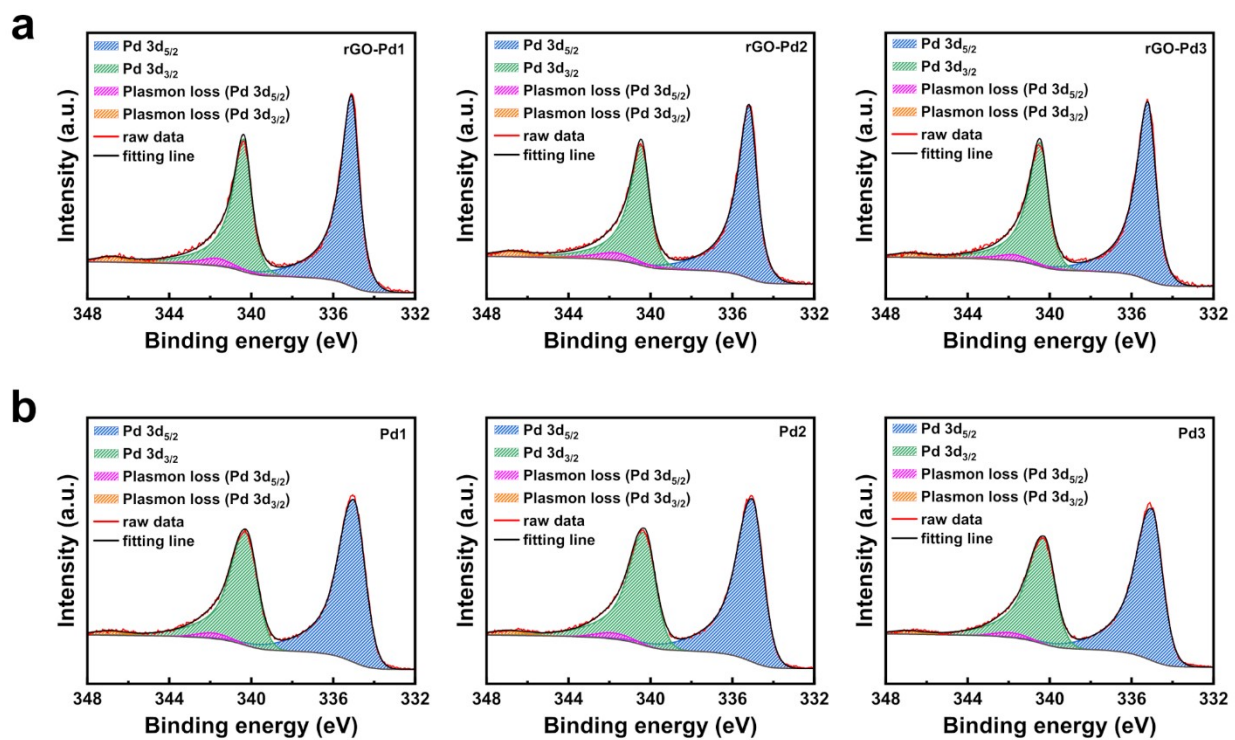 a
Pd 3d5/2
Pd 3d3/2
Plasmon loss (Pd 3d5/2)
Plasmon loss (Pd 3d3/2)
raw data
fitting line
rGO-Pd1
Intensity (a.u.)
348 344 340 336 332
Binding energy (eV)
Pd 3d5/2
Pd 3d3/2
Plasmon loss (Pd 3d5/2)
Plasmon loss (Pd 3d3/2)
raw data
fitting line
rGO-Pd2
Intensity (a.u.)
348 344 340 336 332
Binding energy (eV)
Pd 3d5/2
Pd 3d3/2
Plasmon loss (Pd 3d5/2)
Plasmon loss (Pd 3d3/2)
raw data
fitting line
rGO-Pd3
Intensity (a.u.)
348 344 340 336 332
Binding energy (eV)
b
Pd 3d5/2
Pd 3d3/2
Plasmon loss (Pd 3d5/2)
Plasmon loss (Pd 3d3/2)
raw data
fitting line
Pd1
Intensity (a.u.)
348 344 340 336 332
Binding energy (eV)
Pd 3d5/2
Pd 3d3/2
Plasmon loss (Pd 3d5/2)
Plasmon loss (Pd 3d3/2)
raw data
fitting line
Pd2
Intensity (a.u.)
348 344 340 336 332
Binding energy (eV)
Pd 3d5/2
Pd 3d3/2
Plasmon loss (Pd 3d5/2)
Plasmon loss (Pd 3d3/2)
raw data
fitting line
Pd3
Intensity (a.u.)
348 344 340 336 332
Binding energy (eV)